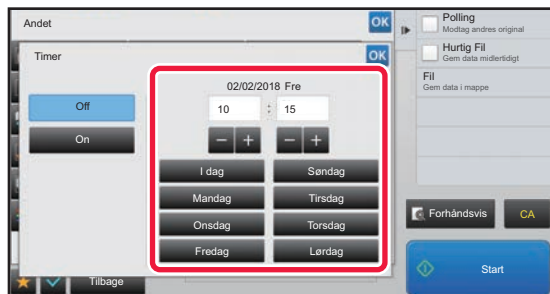 Andet
OK
Timer
OK
02/02/2018 Fre
10 : 15
Off
On
I dag
Søndag
Mandag
Tirsdag
Onsdag
Torsdag
Fredag
Lørdag
Tilbage
Polling
Modtag andres original
Hurtig Fil
Gem data midlertidigt
Fil
Gem data i mappe
Forhåndsvis
CA
Start